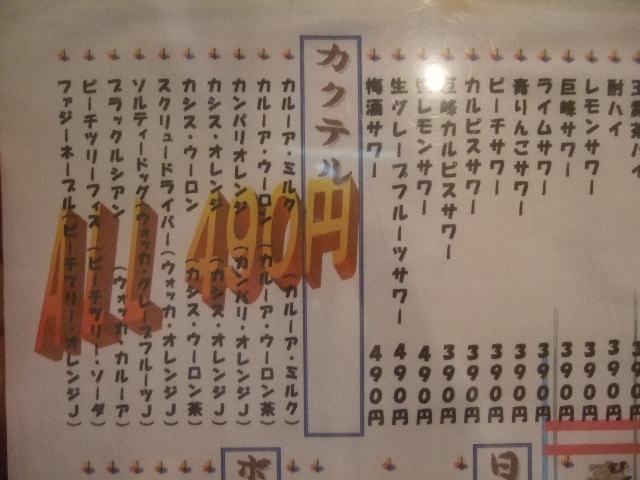 酎ハイ 390円
レモンサワー 390円
巨峰サワー 390円
ライムサワー 390円
青りんごサワー 390円
ピーチサワー 390円
カルピスサワー 390円
巨峰カルピスサワー 390円
レモンサワー 490円
生グレープフルーツサワー 490円
梅酒サワー 490円
カクテル
ALL 490円
カルーア・ミルク (カルーア・ミルク)
カルーア・ウーロン (カルーア・ウーロン茶)
カンパリオレンジ (カンパリ・オレンジJ)
カシス・オレンジ (カシス・オレンジJ)
カシス・ウーロン (カシス・ウーロン茶)
スクリュードライバー(ウォッカ・オレンジJ)
ソルティードッグ(ウォッカ・グレープフルーツJ)
ブラックルシアン (ウォッカ・カルーア)
ピーチツリーフィズ (ピーチツリー・ソーダ)
ファジーネーブル(ピーチツリー・オレンジJ)
日
ボ